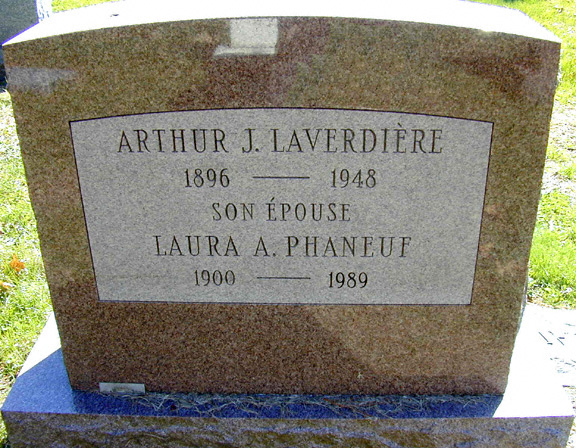 ARTHUR J. LAVERDIÈRE
1896 — 1948
SON ÉPOUSE
LAURA A. PHANEUF
1900 — 1989